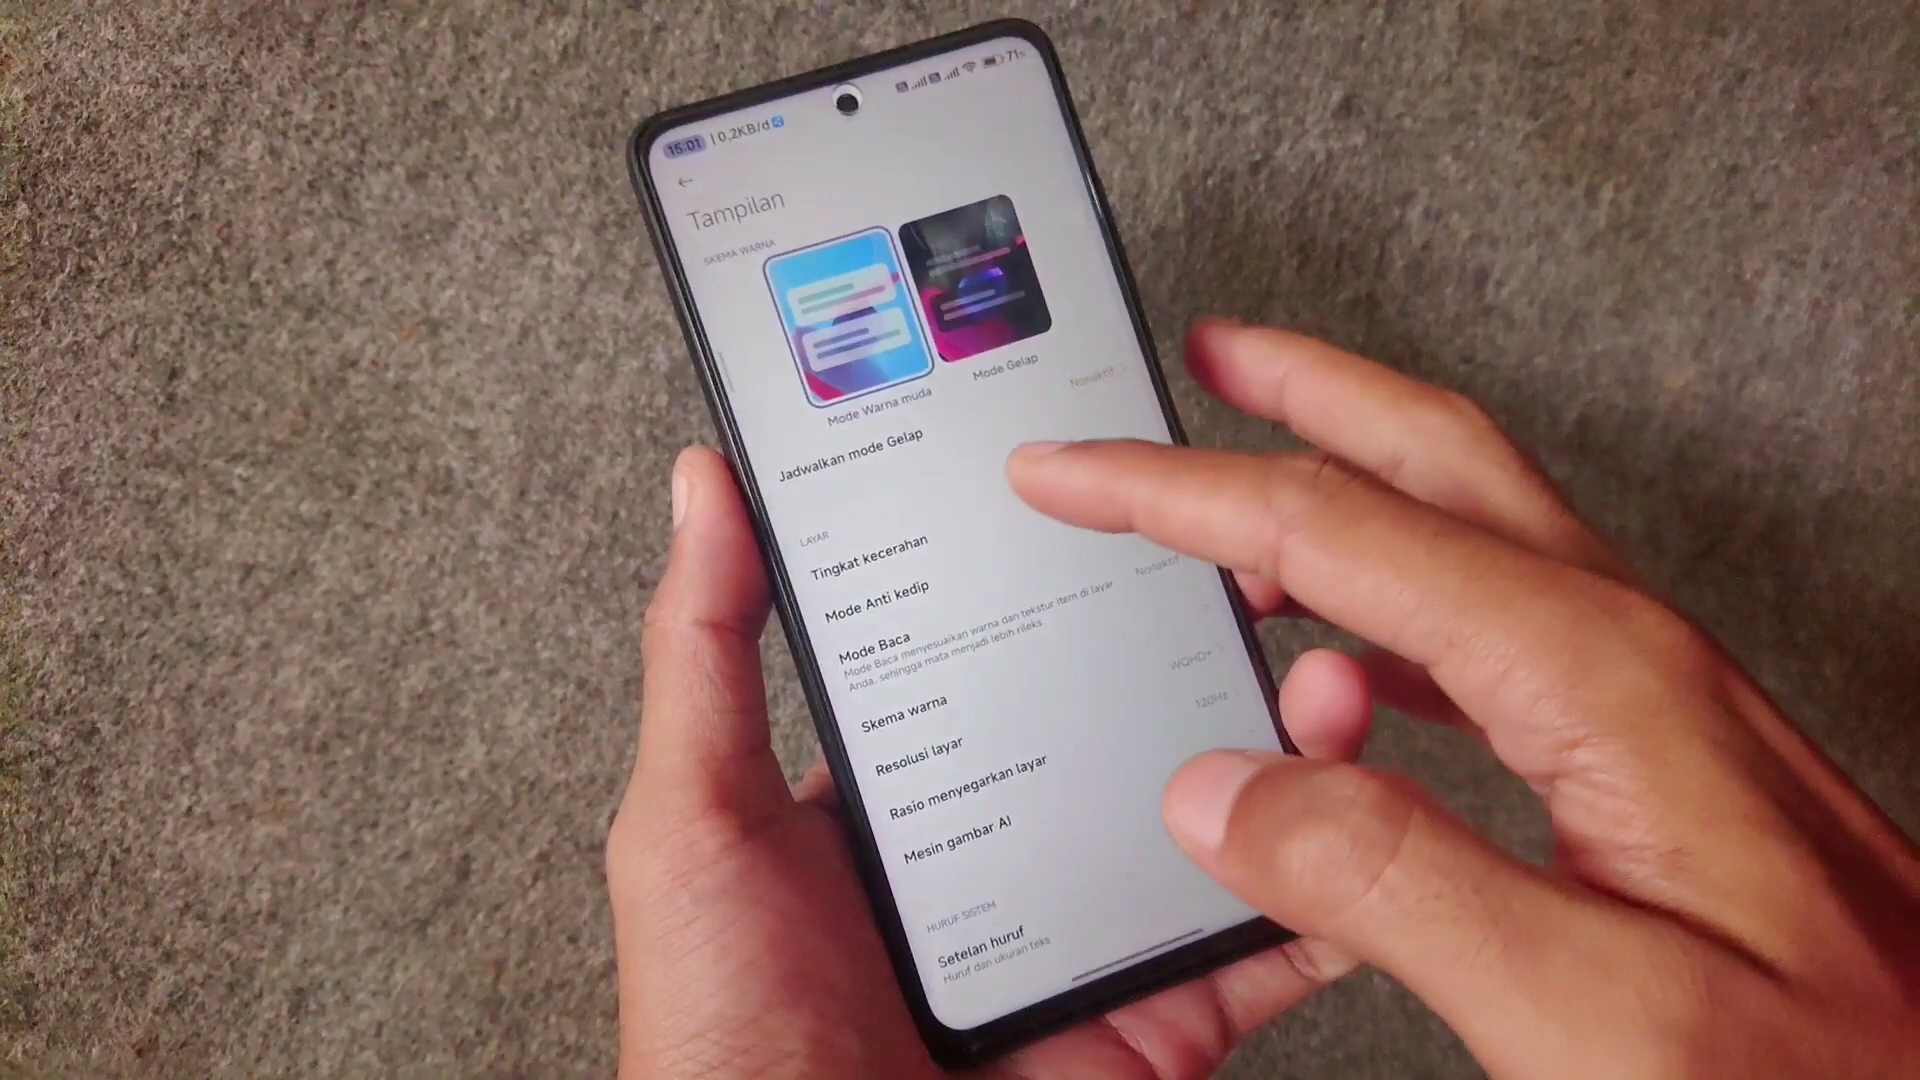 15:01 | 0.2KB/d
71%
Tampilan
SKEMA WARNA
Mode Warna muda
Mode Gelap
Jadwalkan mode Gelap
Nonaktif
LAYAR
Tingkat kecerahan
Mode Anti kedip
Mode Baca
Nonaktif
Mode Baca menyesuaikan warna dan tekstur item di layar
Anda, sehingga mata menjadi lebih rileks
Skema warna
Resolusi layar
WQHD+
Rasio menyegarkan layar
120Hz
Mesin gambar AI
HURUF SISTEM
Setelan huruf
Huruf dan ukuran teks